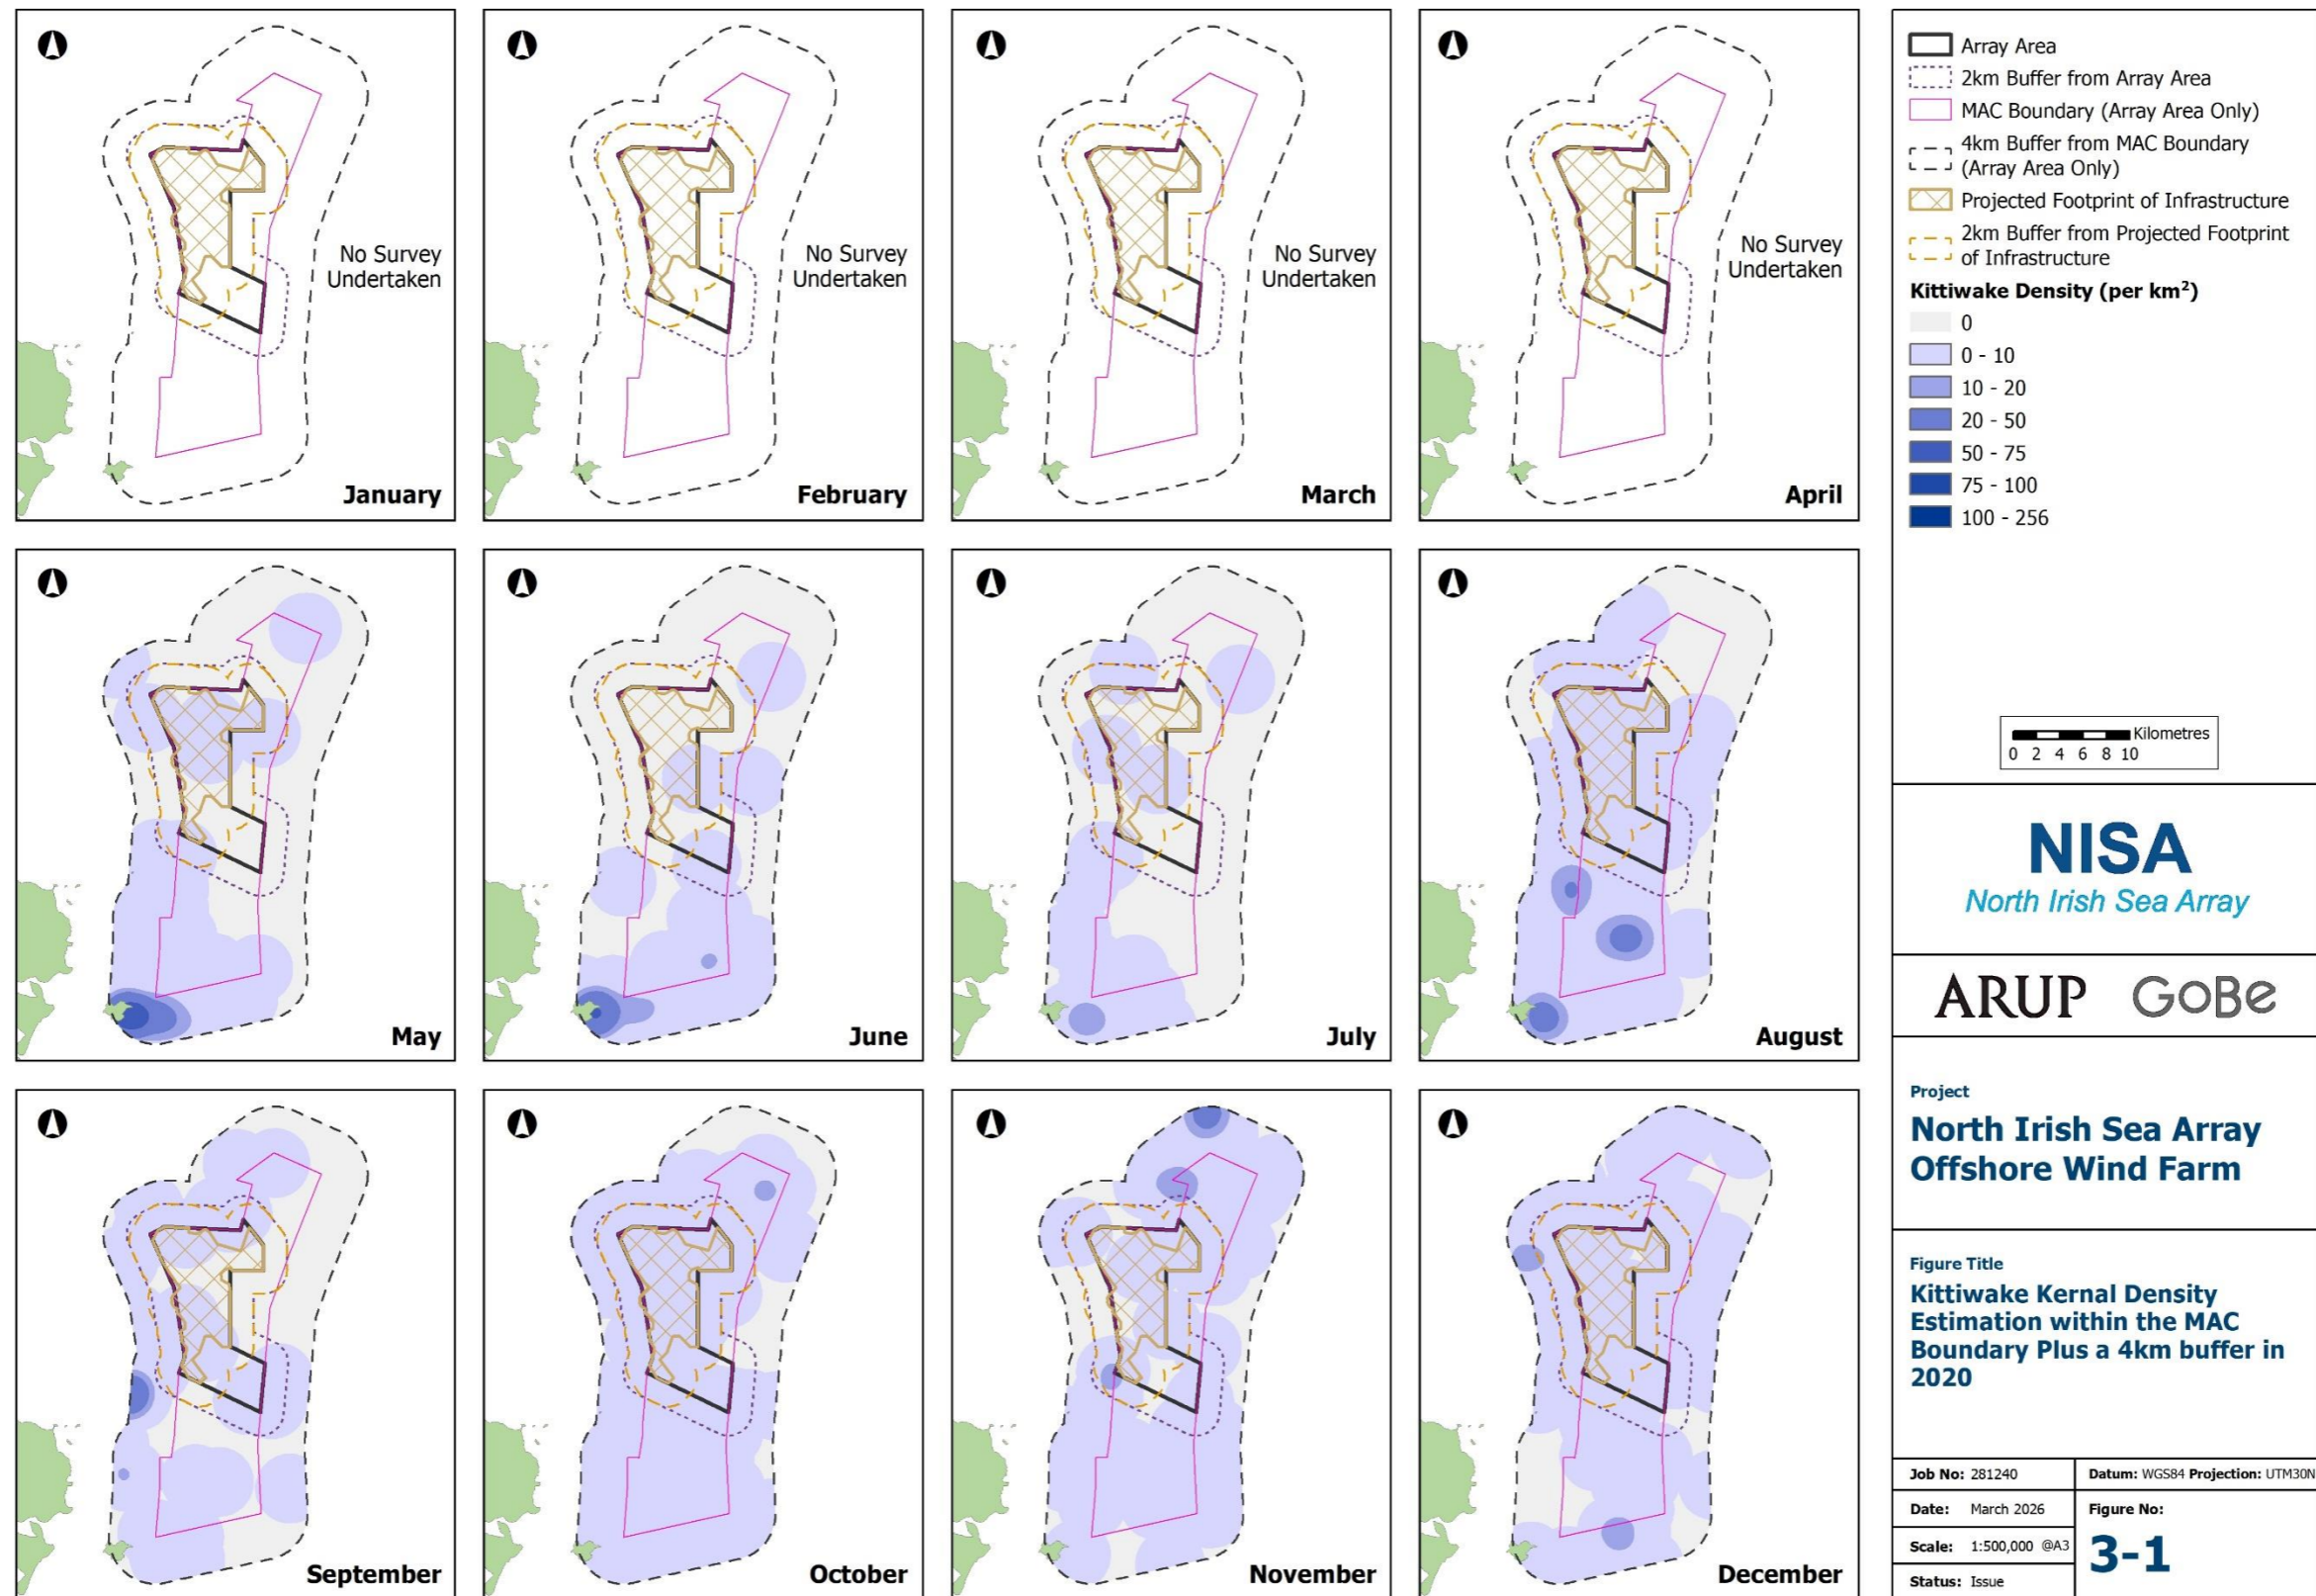 No Survey
Undertaken
January
No Survey
Undertaken
February
No Survey
Undertaken
March
No Survey
Undertaken
April
May
June
July
August
September
October
November
December
Array Area
2km Buffer from Array Area
MAC Boundary (Array Area Only)
4km Buffer from MAC Boundary
(Array Area Only)
Projected Footprint of Infrastructure
2km Buffer from Projected Footprint
of Infrastructure
Kittiwake Density (per km²)
0
0 - 10
10 - 20
20 - 50
50 - 75
75 - 100
100 - 256
Kilometres
0 2 4 6 8 10
NISA
North Irish Sea Array
ARUP GoBe
Project
North Irish Sea Array
Offshore Wind Farm
Figure Title
Kittiwake Kernal Density
Estimation within the MAC
Boundary Plus a 4km buffer in
2020
Job No: 281240 Datum: WGS84 Projection: UTM30N
Date: March 2026 Figure No:
Scale: 1:500,000 @A3 3-1
Status: Issue